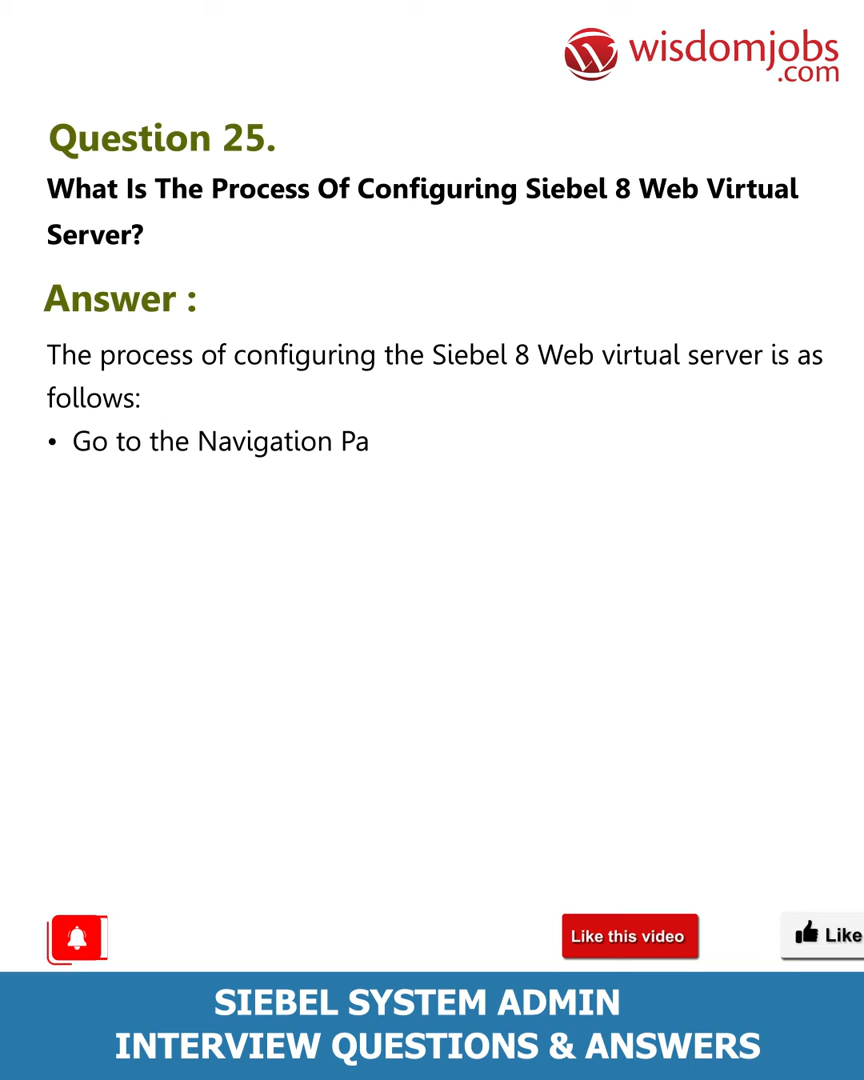 wisdomjobs
.com
Question 25.
What Is The Process Of Configuring Siebel 8 Web Virtual
Server?
Answer :
The process of configuring the Siebel 8 Web virtual server is as
follows:
• Go to the Navigation Pa
Like this video
Like
SIEBEL SYSTEM ADMIN
INTERVIEW QUESTIONS & ANSWERS